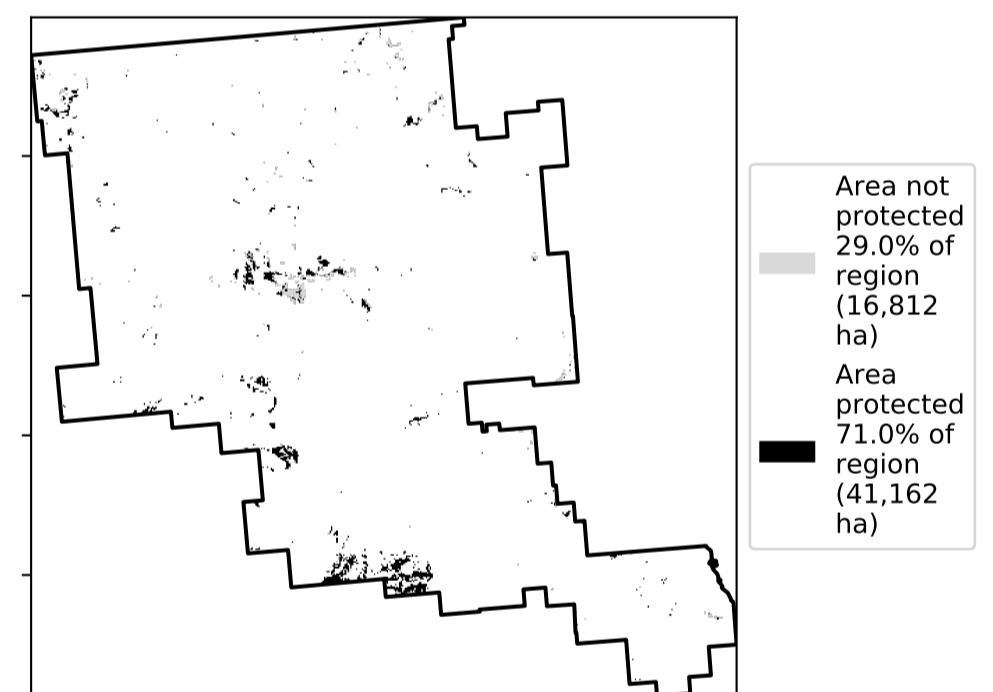 Area not
protected
29.0% of
region
(16,812
ha)
Area
protected
71.0% of
region
(41,162
ha)